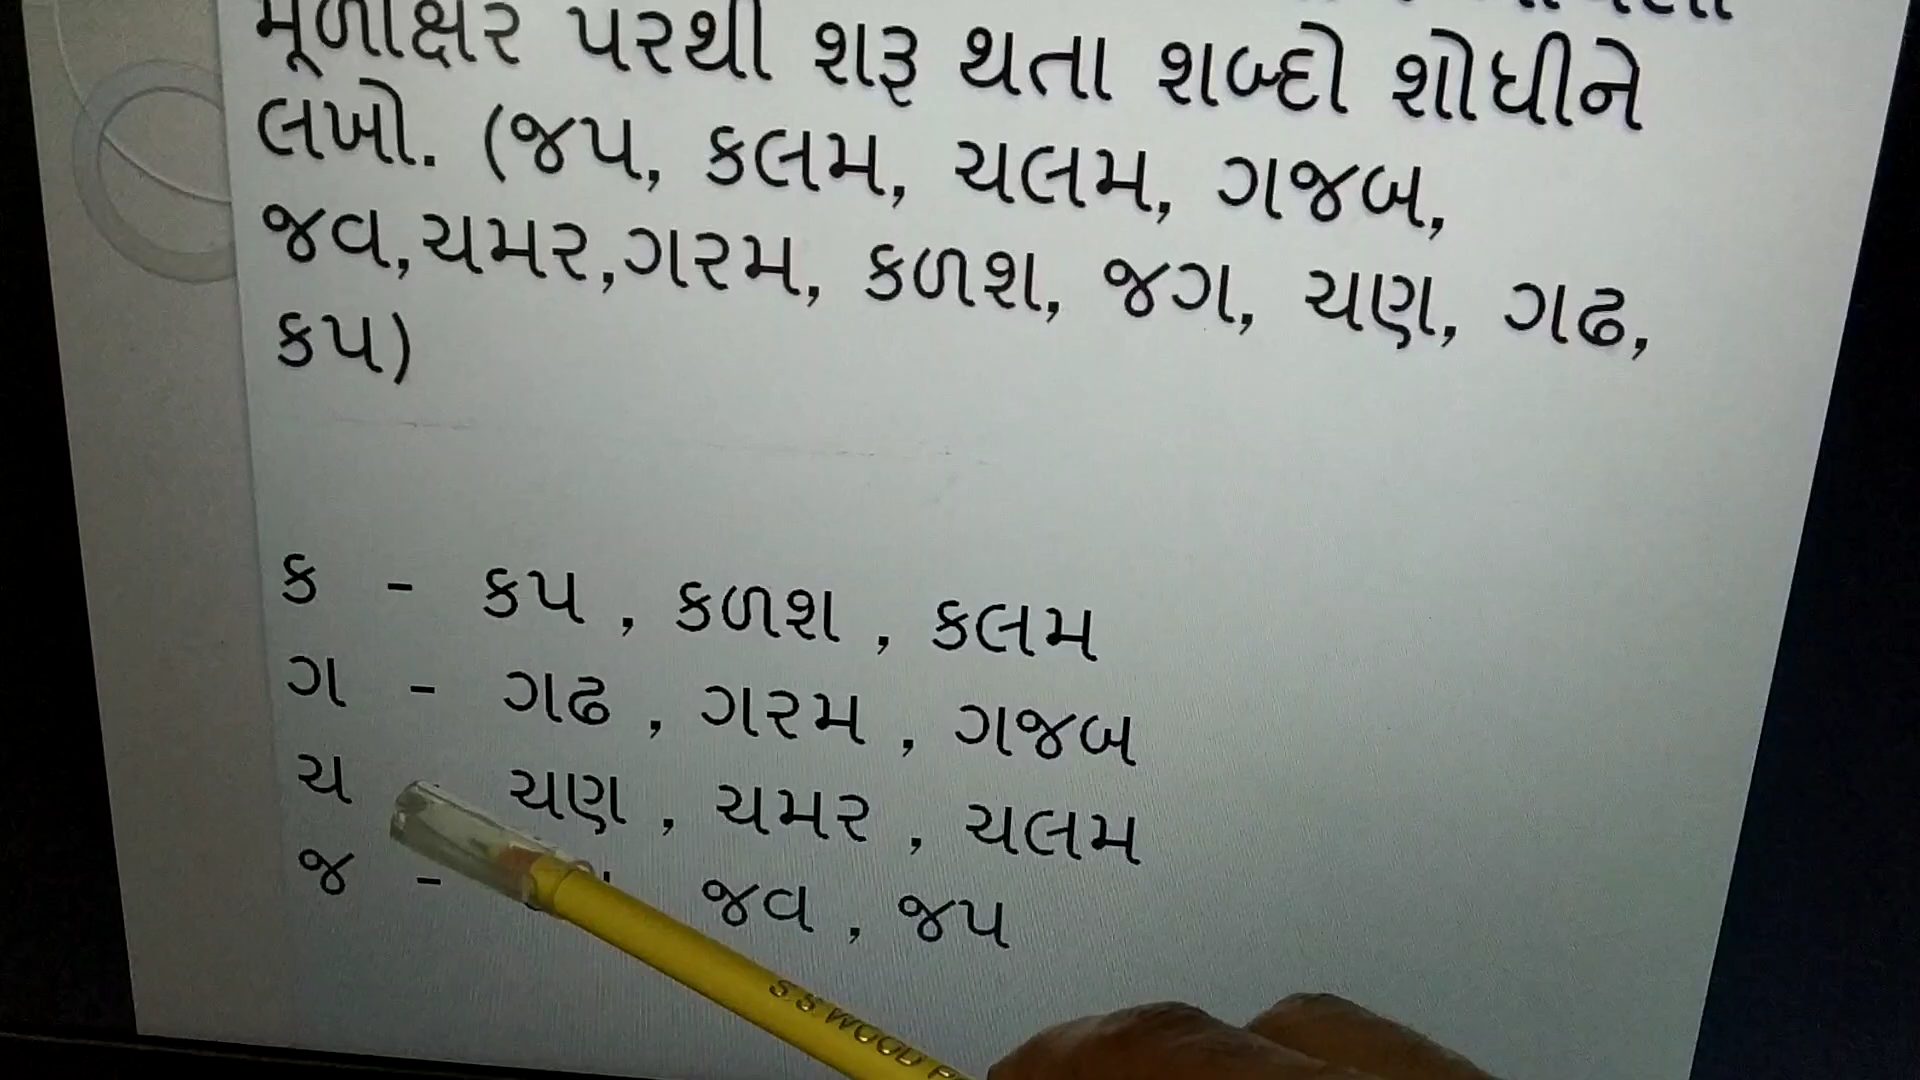 મૂળાક્ષર પરથી શરૂ થતા શબ્દો શોધીને
લખો. (જપ, કલમ, ચલમ, ગજબ,
જવ,ચમર,ગરમ, કળશ, જગ, ચણ, ગઢ,
કપ)
ક - કપ , કળશ , કલમ
ગ - ગઢ , ગરમ , ગજબ
ચ - ચણ , ચમર , ચલમ
જ - જવ , જપ
S S WOOD P